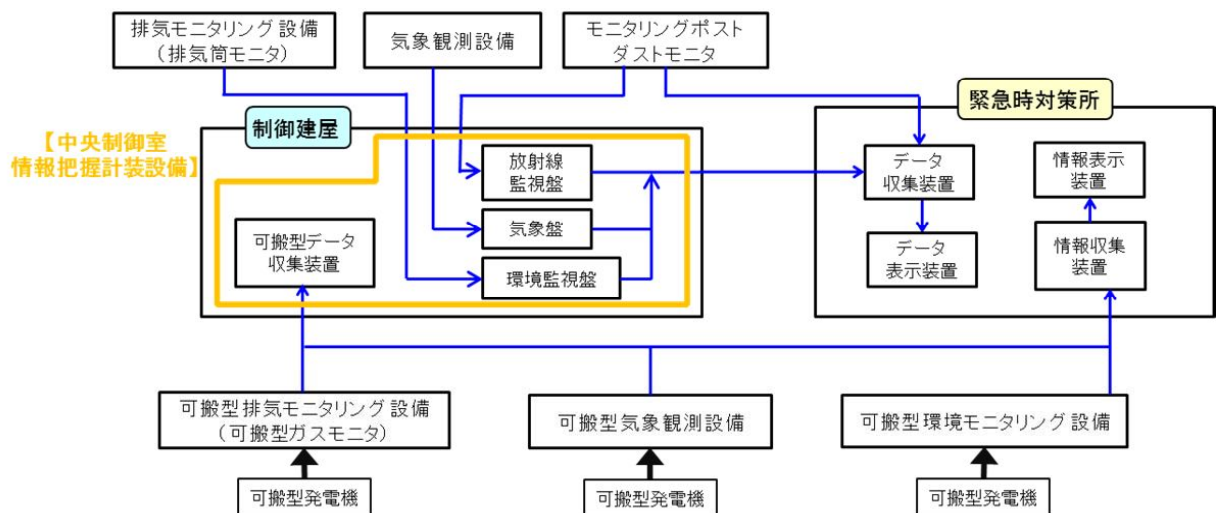 排気モニタリング設備
（排気筒モニタ）
気象観測設備
モニタリングポスト
ダストモニタ
制御建屋
緊急時対策所
【中央制御室
情報把握計装設備】
放射線
監視盤
気象盤
環境監視盤
可搬型データ
収集装置
データ
収集装置
データ
表示装置
情報表示
装置
情報収集
装置
可搬型排気モニタリング設備
（可搬型ガスモニタ）
可搬型気象観測設備
可搬型環境モニタリング設備
可搬型発電機
可搬型発電機
可搬型発電機